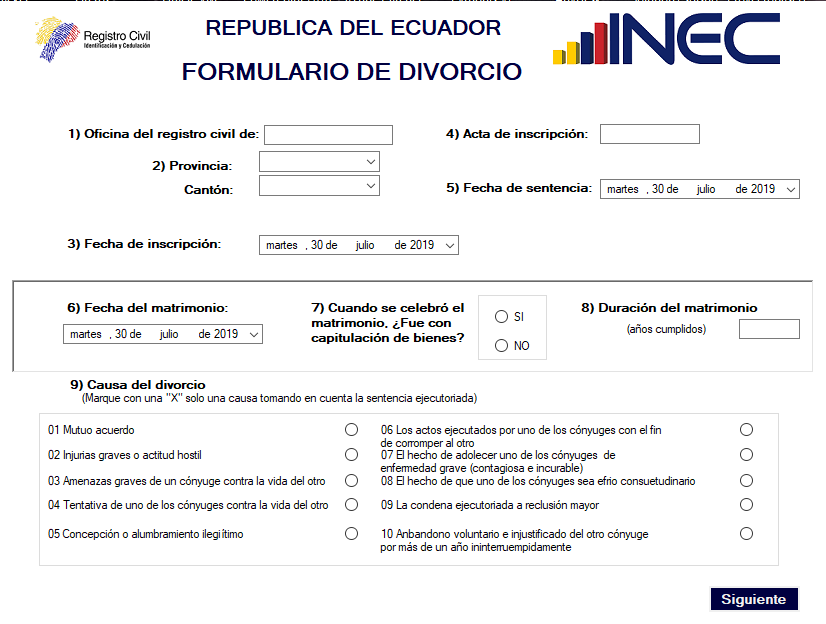 Registro Civil
Identificación y Cedulación
REPUBLICA DEL ECUADOR
FORMULARIO DE DIVORCIO
INEC
1) Oficina del registro civil de:
4) Acta de inscripción:
2) Provincia:
Cantón:
5) Fecha de sentencia:
martes , 30 de julio de 2019
3) Fecha de inscripción:
martes , 30 de julio de 2019
6) Fecha del matrimonio:
martes , 30 de julio de 2019
7) Cuando se celebró el
matrimonio, ¿Fue con
capitulación de bienes?
SI
NO
8) Duración del matrimonio
(años cumplidos)
9) Causa del divorcio
(Marque con una "X" solo una causa tomando en cuenta la sentencia ejecutoriada)
01 Mutuo acuerdo
02 Injurias graves o actitud hostil
03 Amenazas graves de un cónyuge contra la vida del otro
04 Tentativa de uno de los cónyuges contra la vida del otro
05 Concepción o alumbramiento ilegiítimo
06 Los actos ejecutados por uno de los cónyuges con el fin
de corromper al otro
07 El hecho de adolecer uno de los cónyuges de
enfermedad grave (contagiosa e incurable)
08 El hecho de que uno de los cónyuges sea efrio consuetudinario
09 La condena ejecutoriada a reclusión mayor
10 Anbandono voluntario e injustificado del otro cónyuge
por más de un año ininterruempidamente
Siguiente